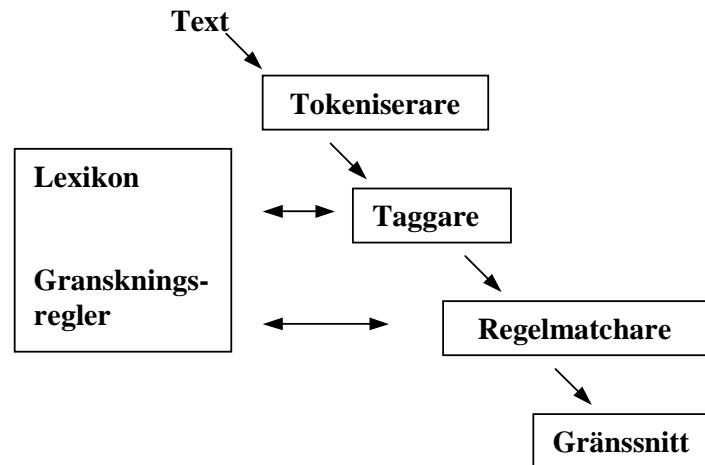 Text
Tokeniserare
Lexikon
Taggare
Gransknings-
regler
Regelmatchare
Gränssnitt